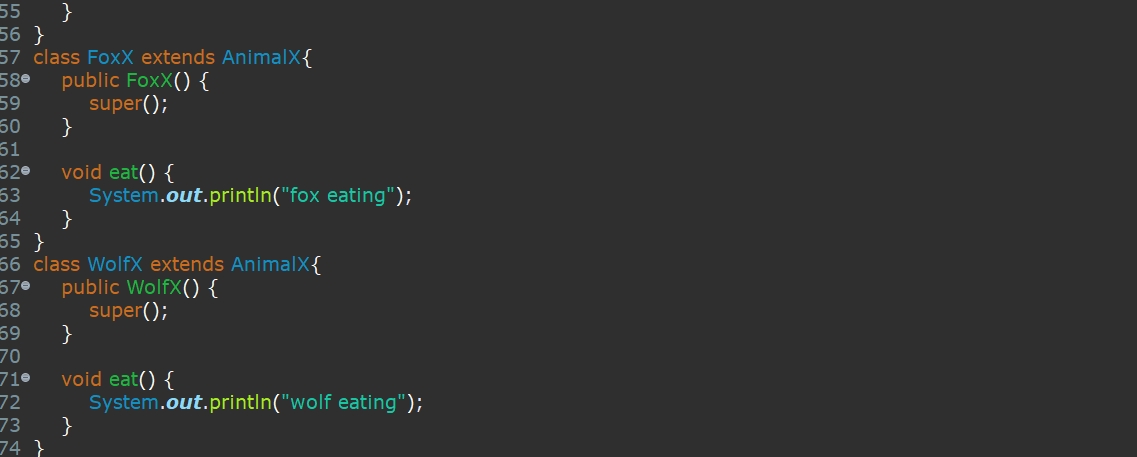 55 }
56 }
57 class FoxX extends AnimalX{
58 public FoxX() {
59 super();
60 }
61
62 void eat() {
63 System.out.println("fox eating");
64 }
65 }
66 class WolfX extends AnimalX{
67 public WolfX() {
68 super();
69 }
70
71 void eat() {
72 System.out.println("wolf eating");
73 }
74 }